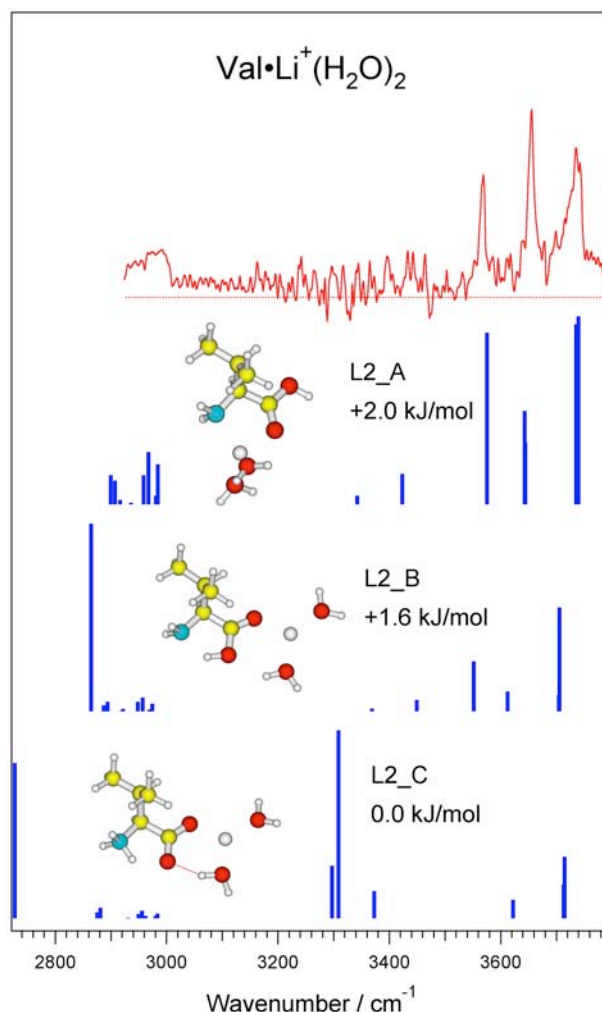 Val•Li⁺(H₂O)₂
L2_A
+2.0 kJ/mol
L2_B
+1.6 kJ/mol
L2_C
0.0 kJ/mol
2800 3000 3200 3400 3600
Wavenumber / cm⁻¹